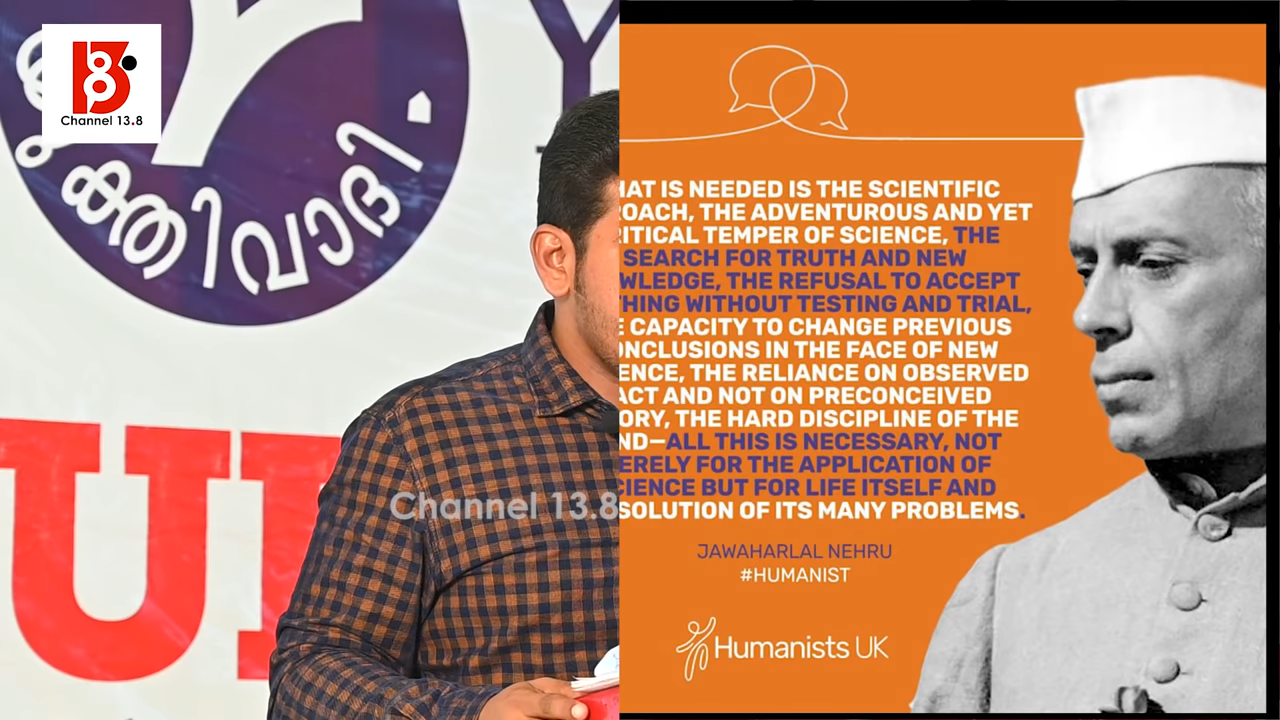 13.8
Channel 13.8
ക്തിവാദി
Y
U
Channel 13.8
HAT IS NEEDED IS THE SCIENTIFIC
ROACH, THE ADVENTUROUS AND YET
RITICAL TEMPER OF SCIENCE, THE
SEARCH FOR TRUTH AND NEW
WLEDGE, THE REFUSAL TO ACCEPT
THING WITHOUT TESTING AND TRIAL,
E CAPACITY TO CHANGE PREVIOUS
ONCLUSIONS IN THE FACE OF NEW
ENCE, THE RELIANCE ON OBSERVED
ACT AND NOT ON PRECONCEIVED
ORY, THE HARD DISCIPLINE OF THE
ND—ALL THIS IS NECESSARY, NOT
ERELY FOR THE APPLICATION OF
CIENCE BUT FOR LIFE ITSELF AND
SOLUTION OF ITS MANY PROBLEMS.
JAWAHARLAL NEHRU
#HUMANIST
Humanists UK